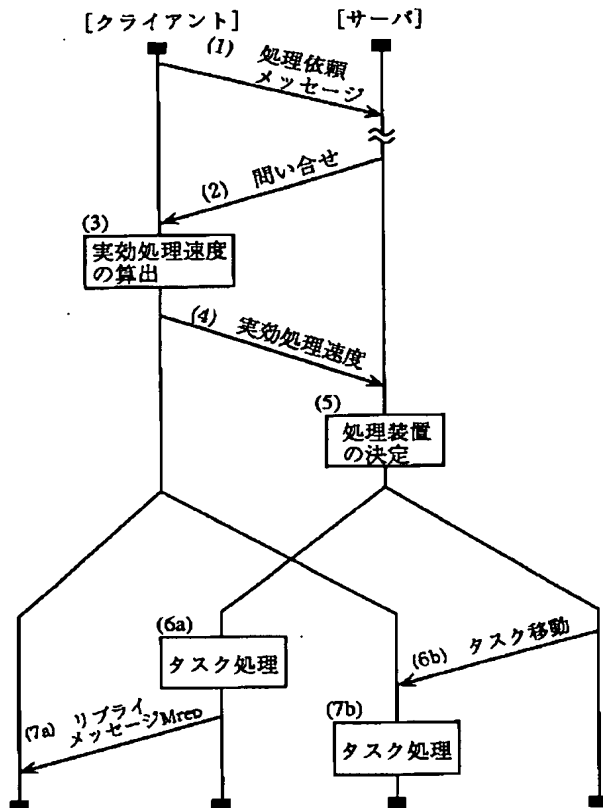 [クライアント]
[サーバ]
(1)
処理依頼
メッセージ
(2) 問い合せ
(3)
実効処理速度
の算出
(4) 実効処理速度
(5)
処理装置
の決定
(6a)
タスク処理
(6b) タスク移動
(7a) リプライ
メッセージMrep
(7b)
タスク処理